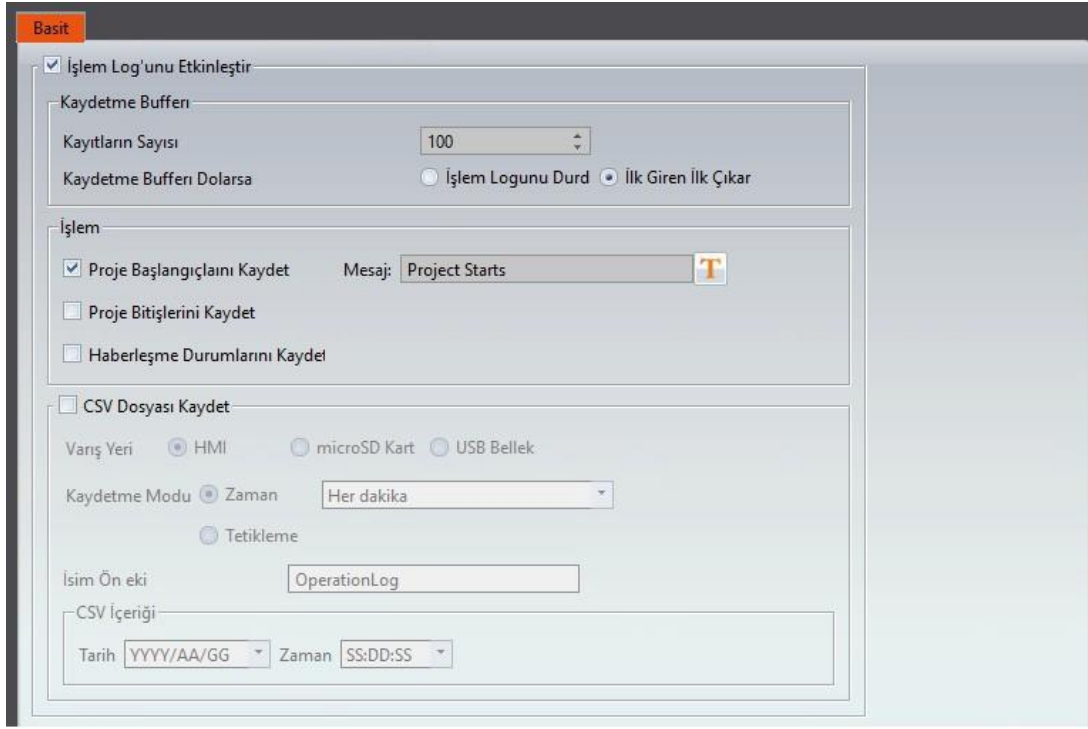 Basit
İşlem Log'unu Etkinleştir
Kaydetme Bufferı
Kayıtların Sayısı 100
Kaydetme Bufferı Dolarsa İşlem Logunu Durd İlk Giren İlk Çıkar
İşlem
Proje Başlangıçlaını Kaydet Mesaj: Project Starts T
Proje Bitişlerini Kaydet
Haberleşme Durumlarını Kaydet
CSV Dosyası Kaydet
Varış Yeri HMI microSD Kart USB Bellek
Kaydetme Modu Zaman Her dakika
Tetikleme
İsim Ön eki OperationLog
CSV İçeriği
Tarih YYYY/AA/GG Zaman SS:DD:SS